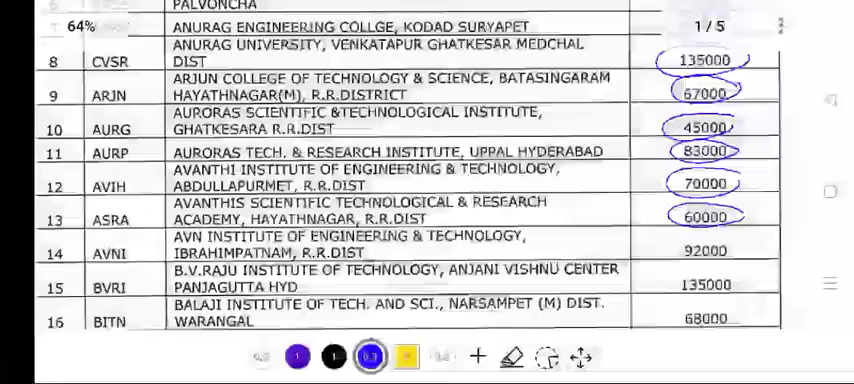 PALVONCHA
64% ANURAG ENGINEERING COLLGE, KODAD SURYAPET 1 / 5
ANURAG UNIVERSITY, VENKATAPUR GHATKESAR MEDCHAL
8 CVSR DIST 135000
ARJUN COLLEGE OF TECHNOLOGY & SCIENCE, BATASINGARAM
9 ARJN HAYATHNAGAR(M), R.R.DISTRICT 67000
AURORAS SCIENTIFIC &TECHNOLOGICAL INSTITUTE,
10 AURG GHATKESARA R.R.DIST 45000
11 AURP AURORAS TECH. & RESEARCH INSTITUTE, UPPAL HYDERABAD 83000
AVANTHI INSTITUTE OF ENGINEERING & TECHNOLOGY,
12 AVIH ABDULLAPURMET, R.R.DIST 70000
AVANTHIS SCIENTIFIC TECHNOLOGICAL & RESEARCH
13 ASRA ACADEMY, HAYATHNAGAR, R.R.DIST 60000
AVN INSTITUTE OF ENGINEERING & TECHNOLOGY,
14 AVNI IBRAHIMPATNAM, R.R.DIST 92000
B.V.RAJU INSTITUTE OF TECHNOLOGY, ANJANI VISHNU CENTER
15 BVRI PANJAGUTTA HYD 135000
BALAJI INSTITUTE OF TECH. AND SCI., NARSAMPET (M) DIST.
16 BITN WARANGAL 68000